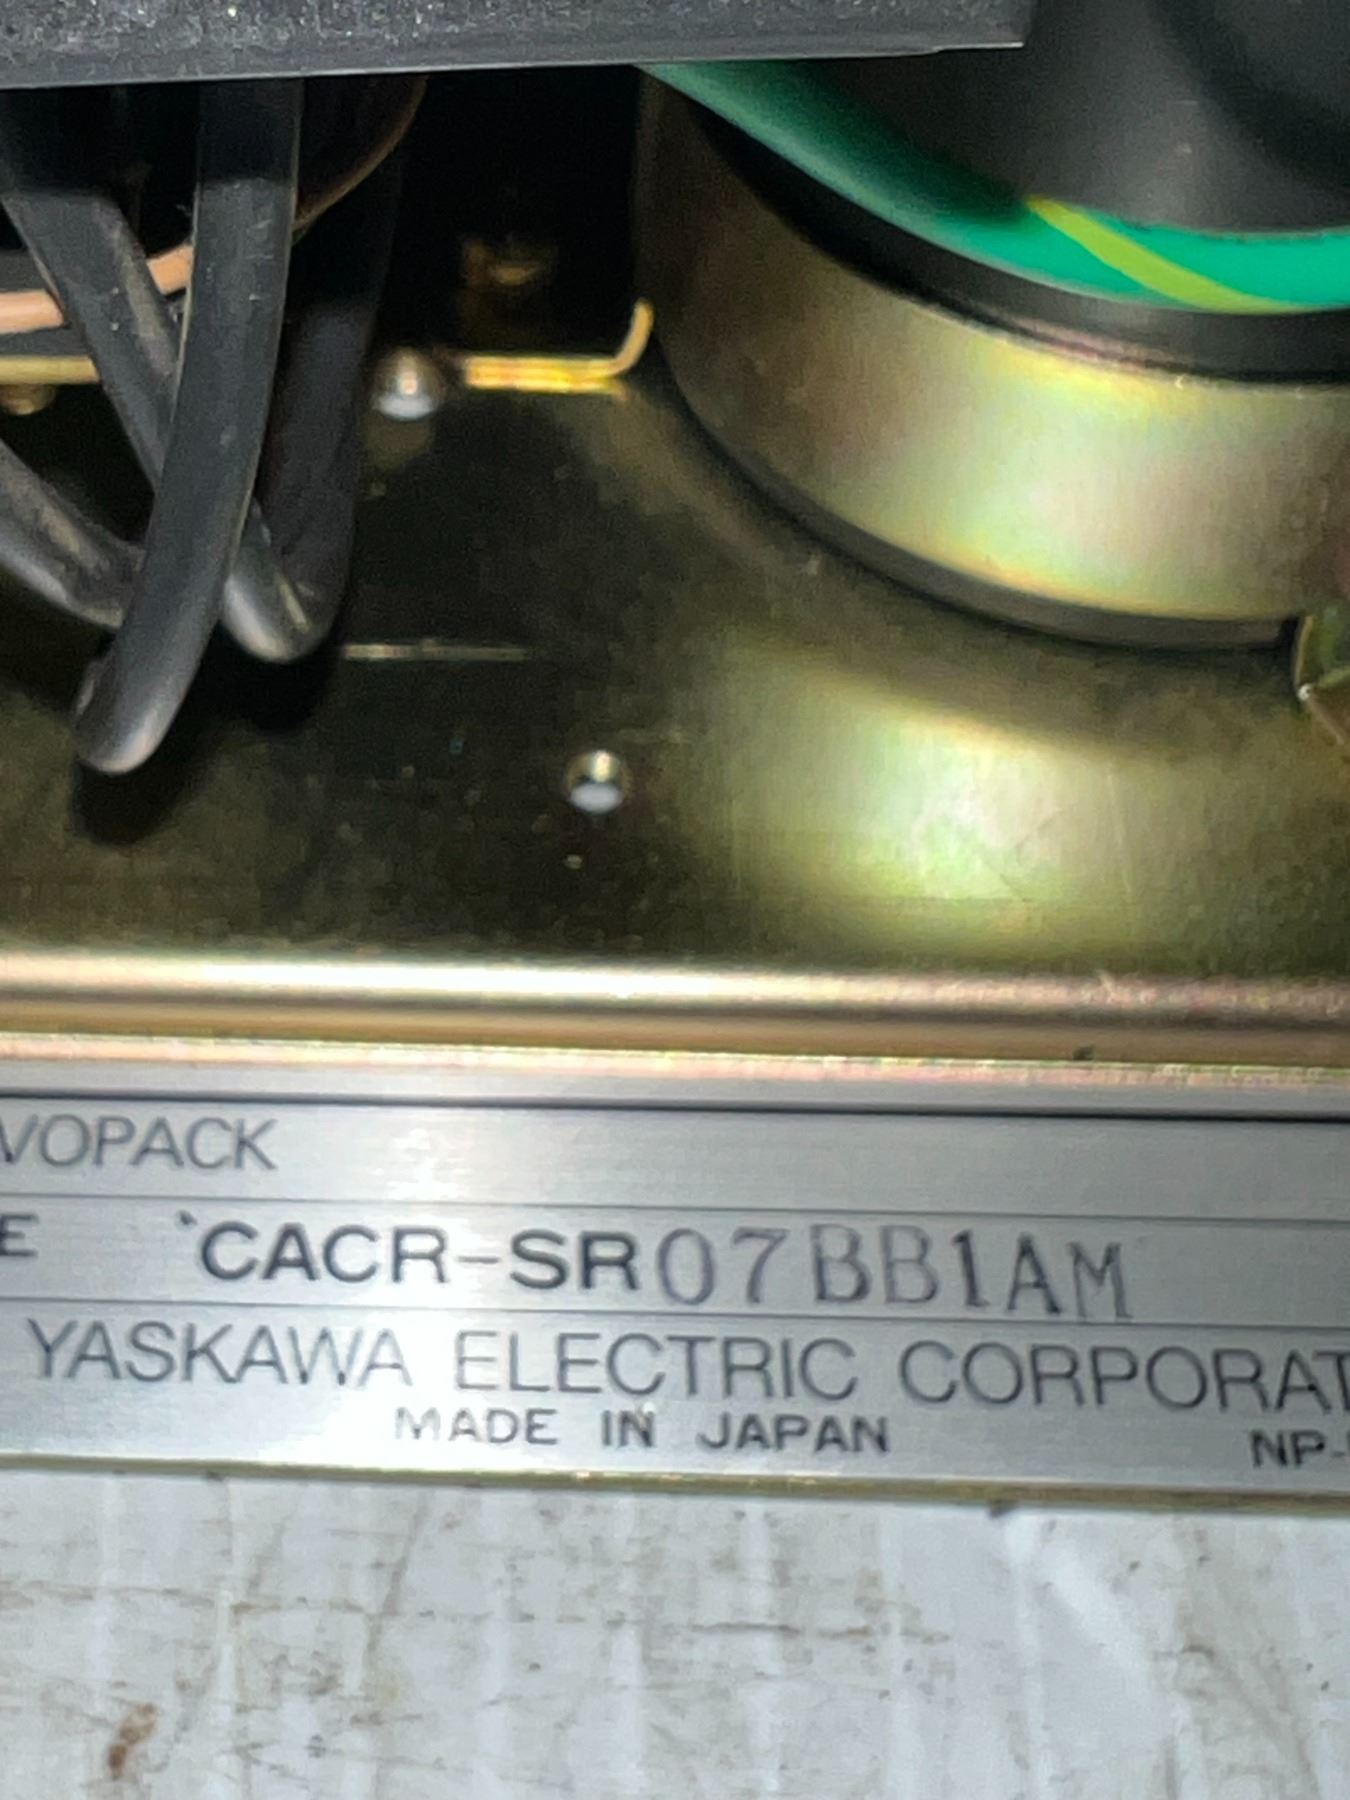 VOPACK
E CACR-SR07BB1AM
YASKAWA ELECTRIC CORPORAT
MADE IN JAPAN NP-